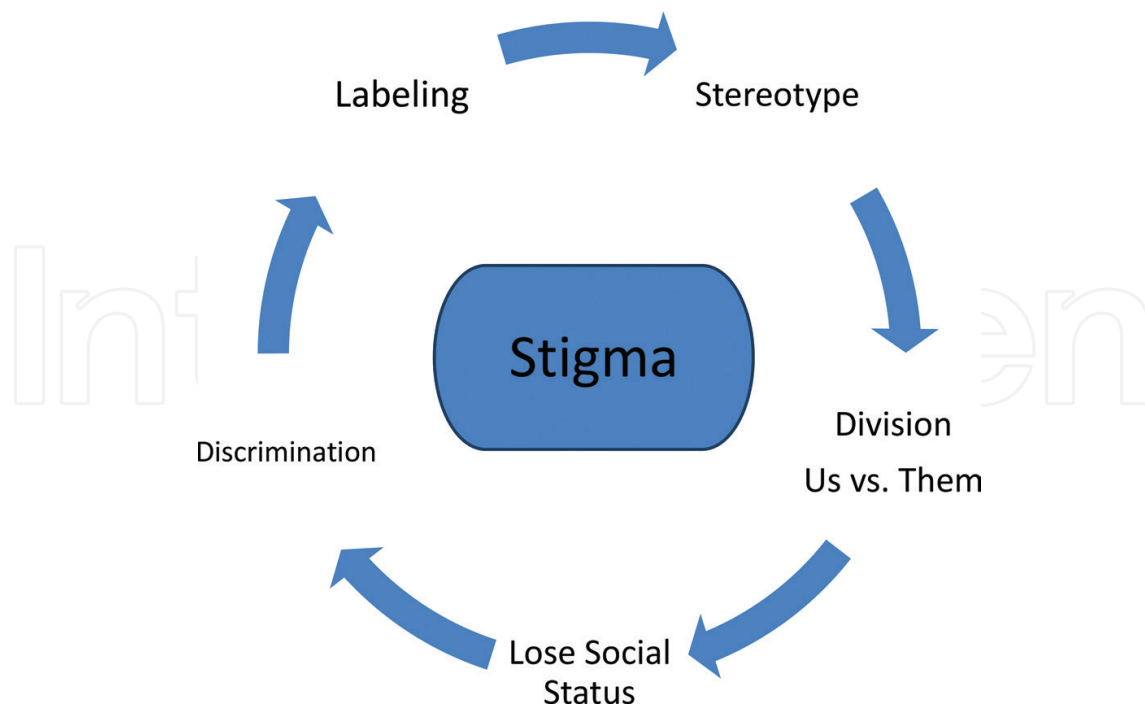 Labeling
Stereotype
Division
Us vs. Them
Lose Social
Status
Discrimination
Stigma